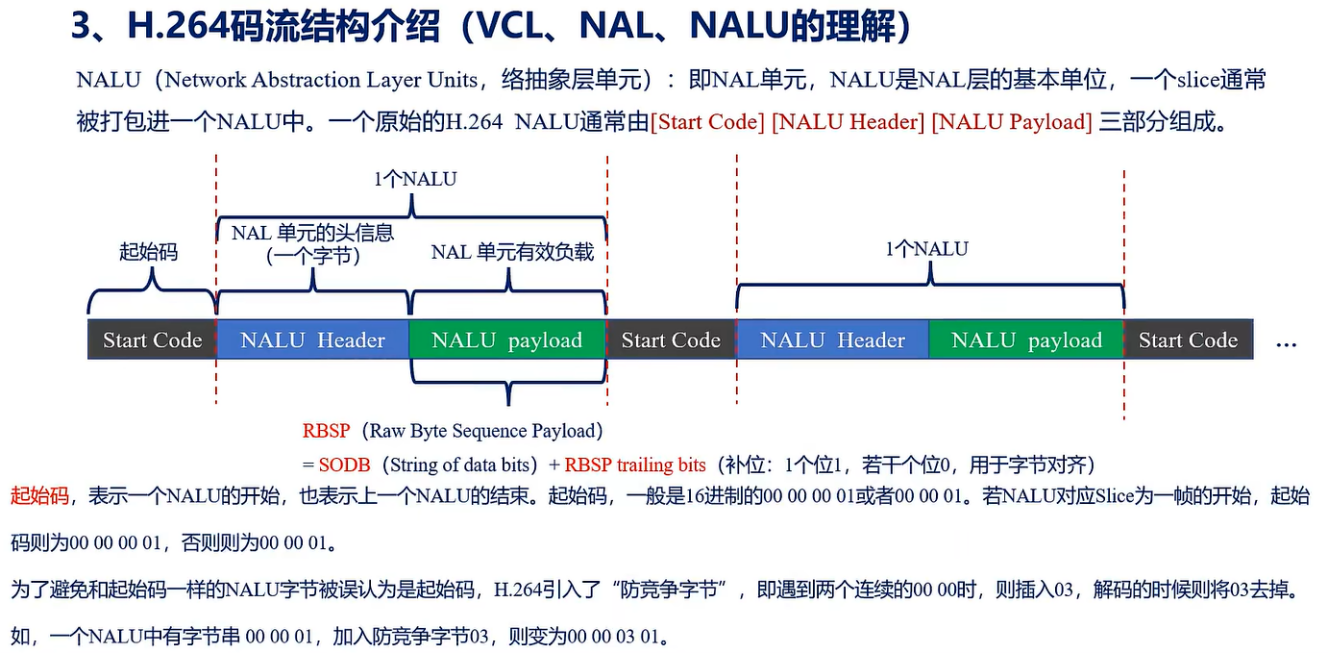 3、H.264码流结构介绍（VCL、NAL、NALU的理解）
NALU（Network Abstraction Layer Units，络抽象层单元）：即NAL单元，NALU是NAL层的基本单位，一个slice通常
被打包进一个NALU中。一个原始的H.264 NALU通常由[Start Code] [NALU Header] [NALU Payload] 三部分组成。
1个NALU
NAL 单元的头信息
（一个字节）
起始码
NAL 单元有效负载
1个NALU
Start Code NALU Header NALU payload Start Code NALU Header NALU payload Start Code ...
RBSP（Raw Byte Sequence Payload）
= SODB（String of data bits）+ RBSP trailing bits（补位：1个位1，若干个位0，用于字节对齐）
起始码，表示一个NALU的开始，也表示上一个NALU的结束。起始码，一般是16进制的00 00 00 01或者00 00 01。若NALU对应Slice为一帧的开始，起始
码则为00 00 00 01，否则则为00 00 01。
为了避免和起始码一样的NALU字节被误认为是起始码，H.264引入了“防竞争字节”，即遇到两个连续的00 00时，则插入03，解码的时候则将03去掉。
如，一个NALU中有字节串 00 00 01，加入防竞争字节03，则变为00 00 03 01。